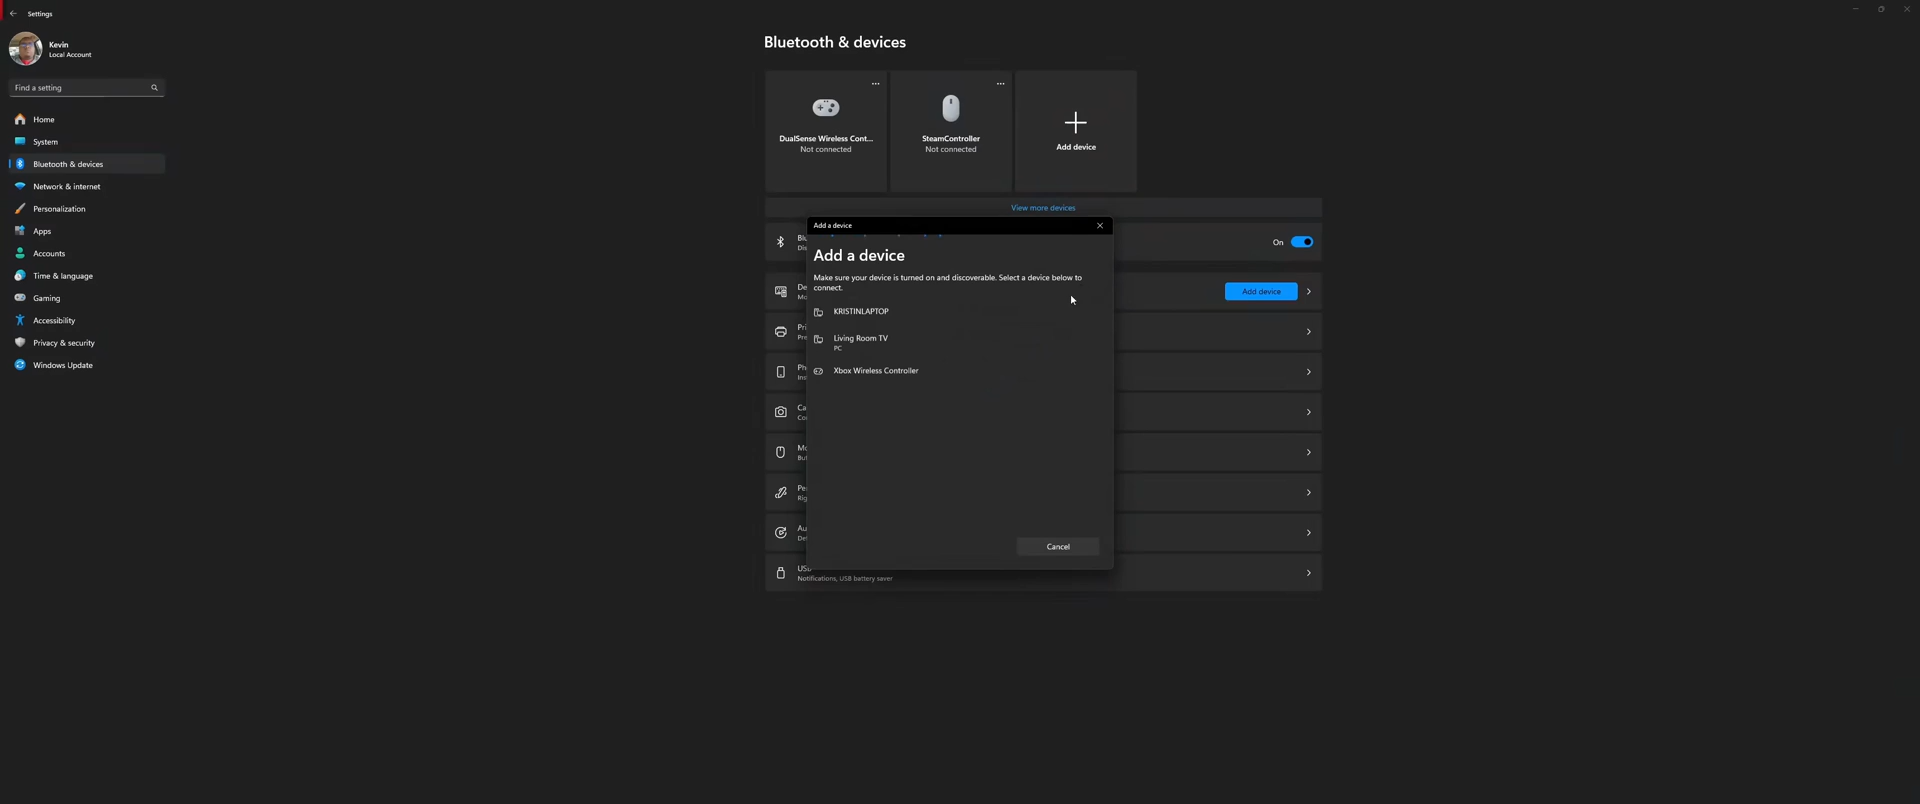 Settings
Kevin
Local Account
Find a setting
Home
System
Bluetooth & devices
Network & internet
Personalization
Apps
Accounts
Time & language
Gaming
Accessibility
Privacy & security
Windows Update
Bluetooth & devices
DualSense Wireless Cont...
Not connected
SteamController
Not connected
Add device
View more devices
On
Add device
Add a device
Add a device
Make sure your device is turned on and discoverable. Select a device below to
connect.
KRISTINLAPTOP
Living Room TV
PC
Xbox Wireless Controller
Cancel
USB
Notifications, USB battery saver